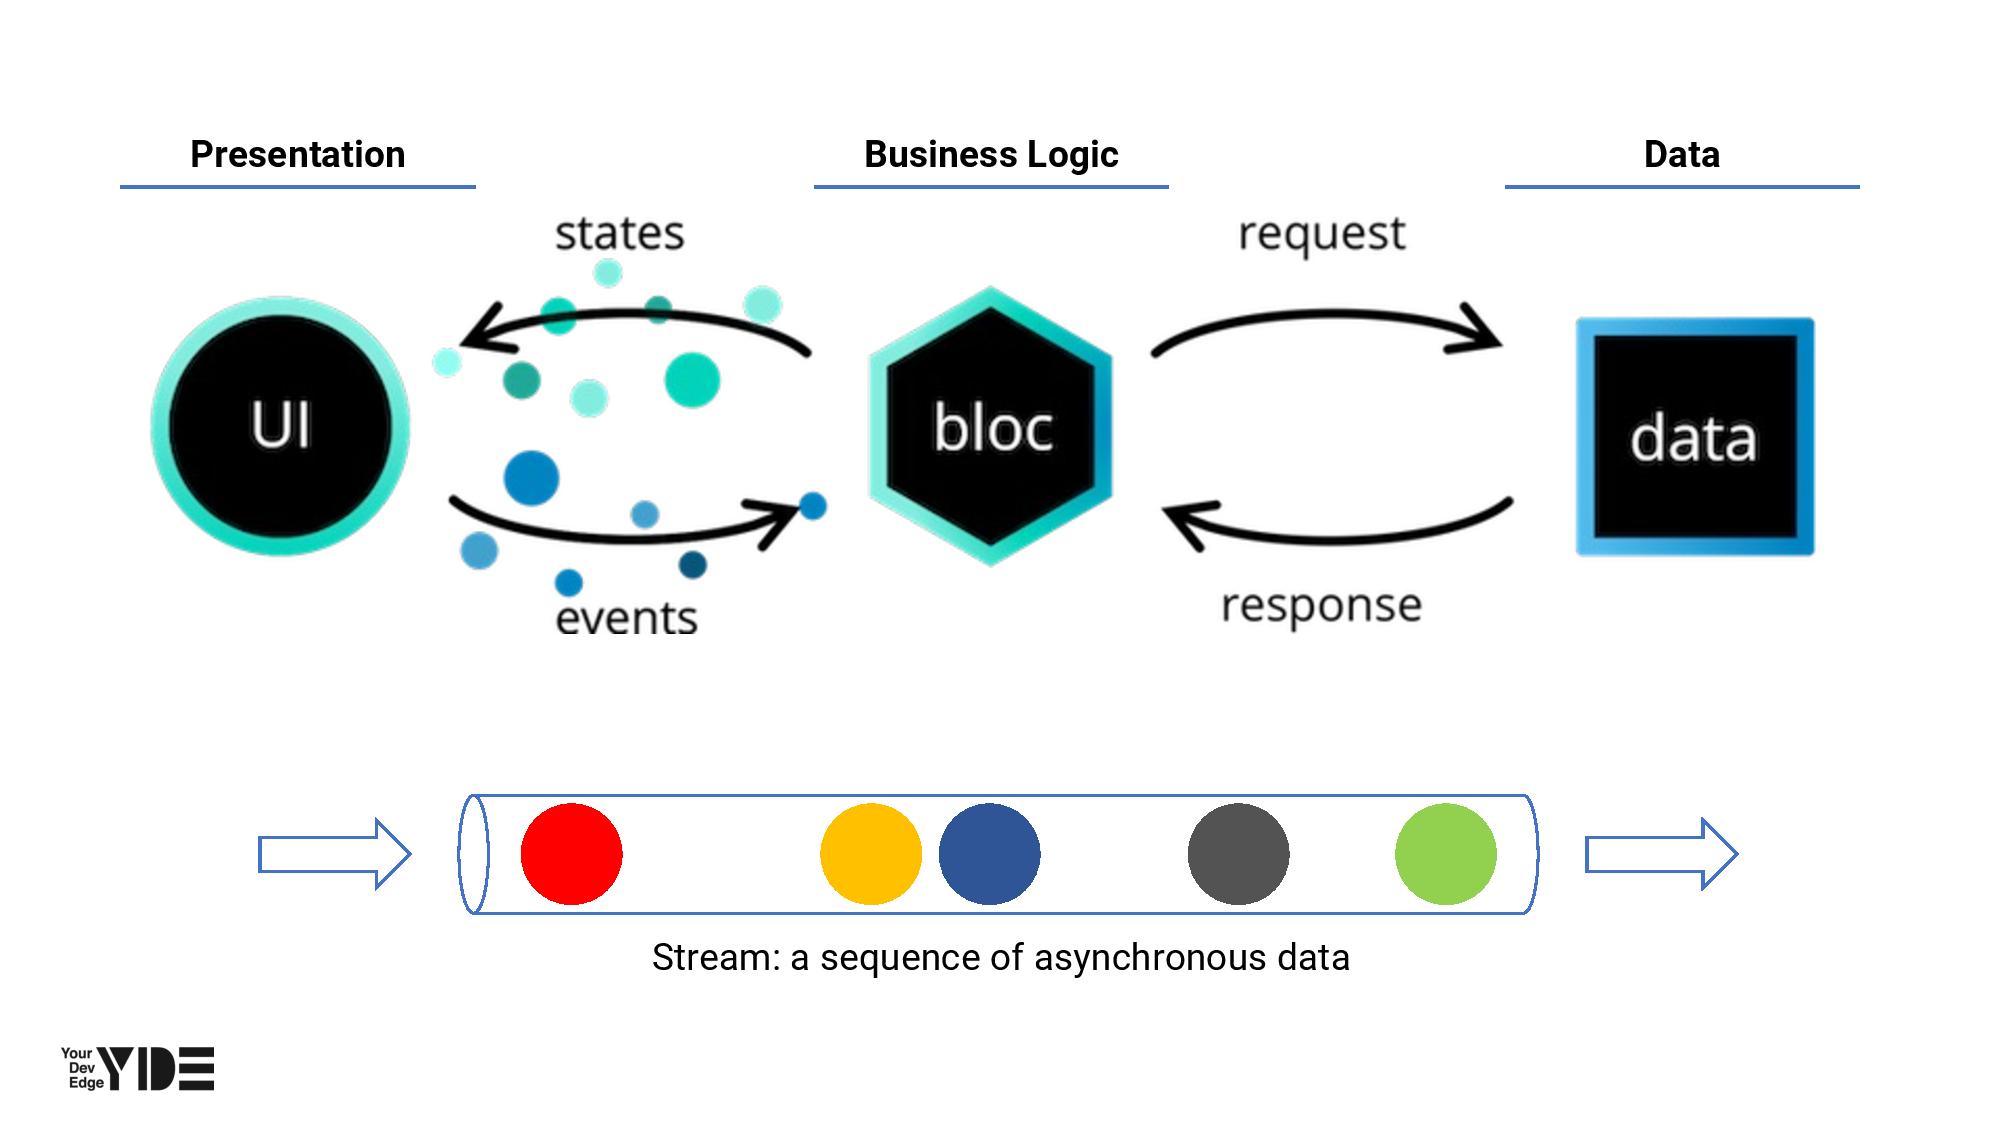 Presentation
Business Logic
Data
states
request
UI
bloc
data
events
response
Stream: a sequence of asynchronous data
Your
Dev
Edge
YDE